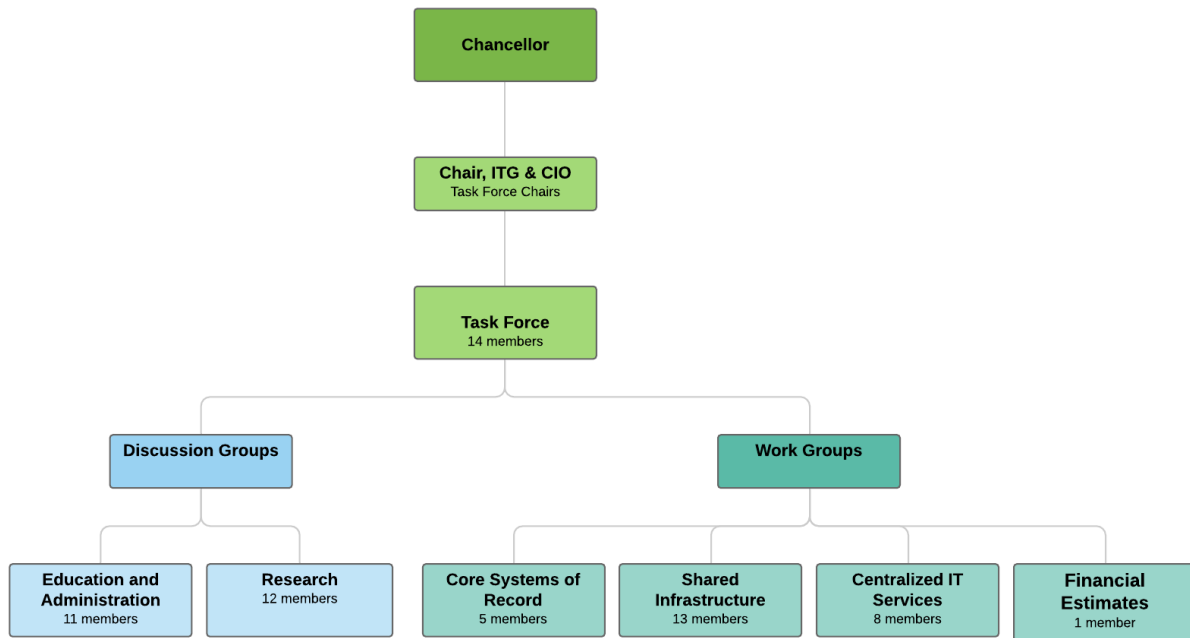 Chancellor
Chair, ITG & CIO
Task Force Chairs
Task Force
14 members
Discussion Groups
Work Groups
Education and
Administration
11 members
Research
12 members
Core Systems of
Record
5 members
Shared
Infrastructure
13 members
Centralized IT
Services
8 members
Financial
Estimates
1 member